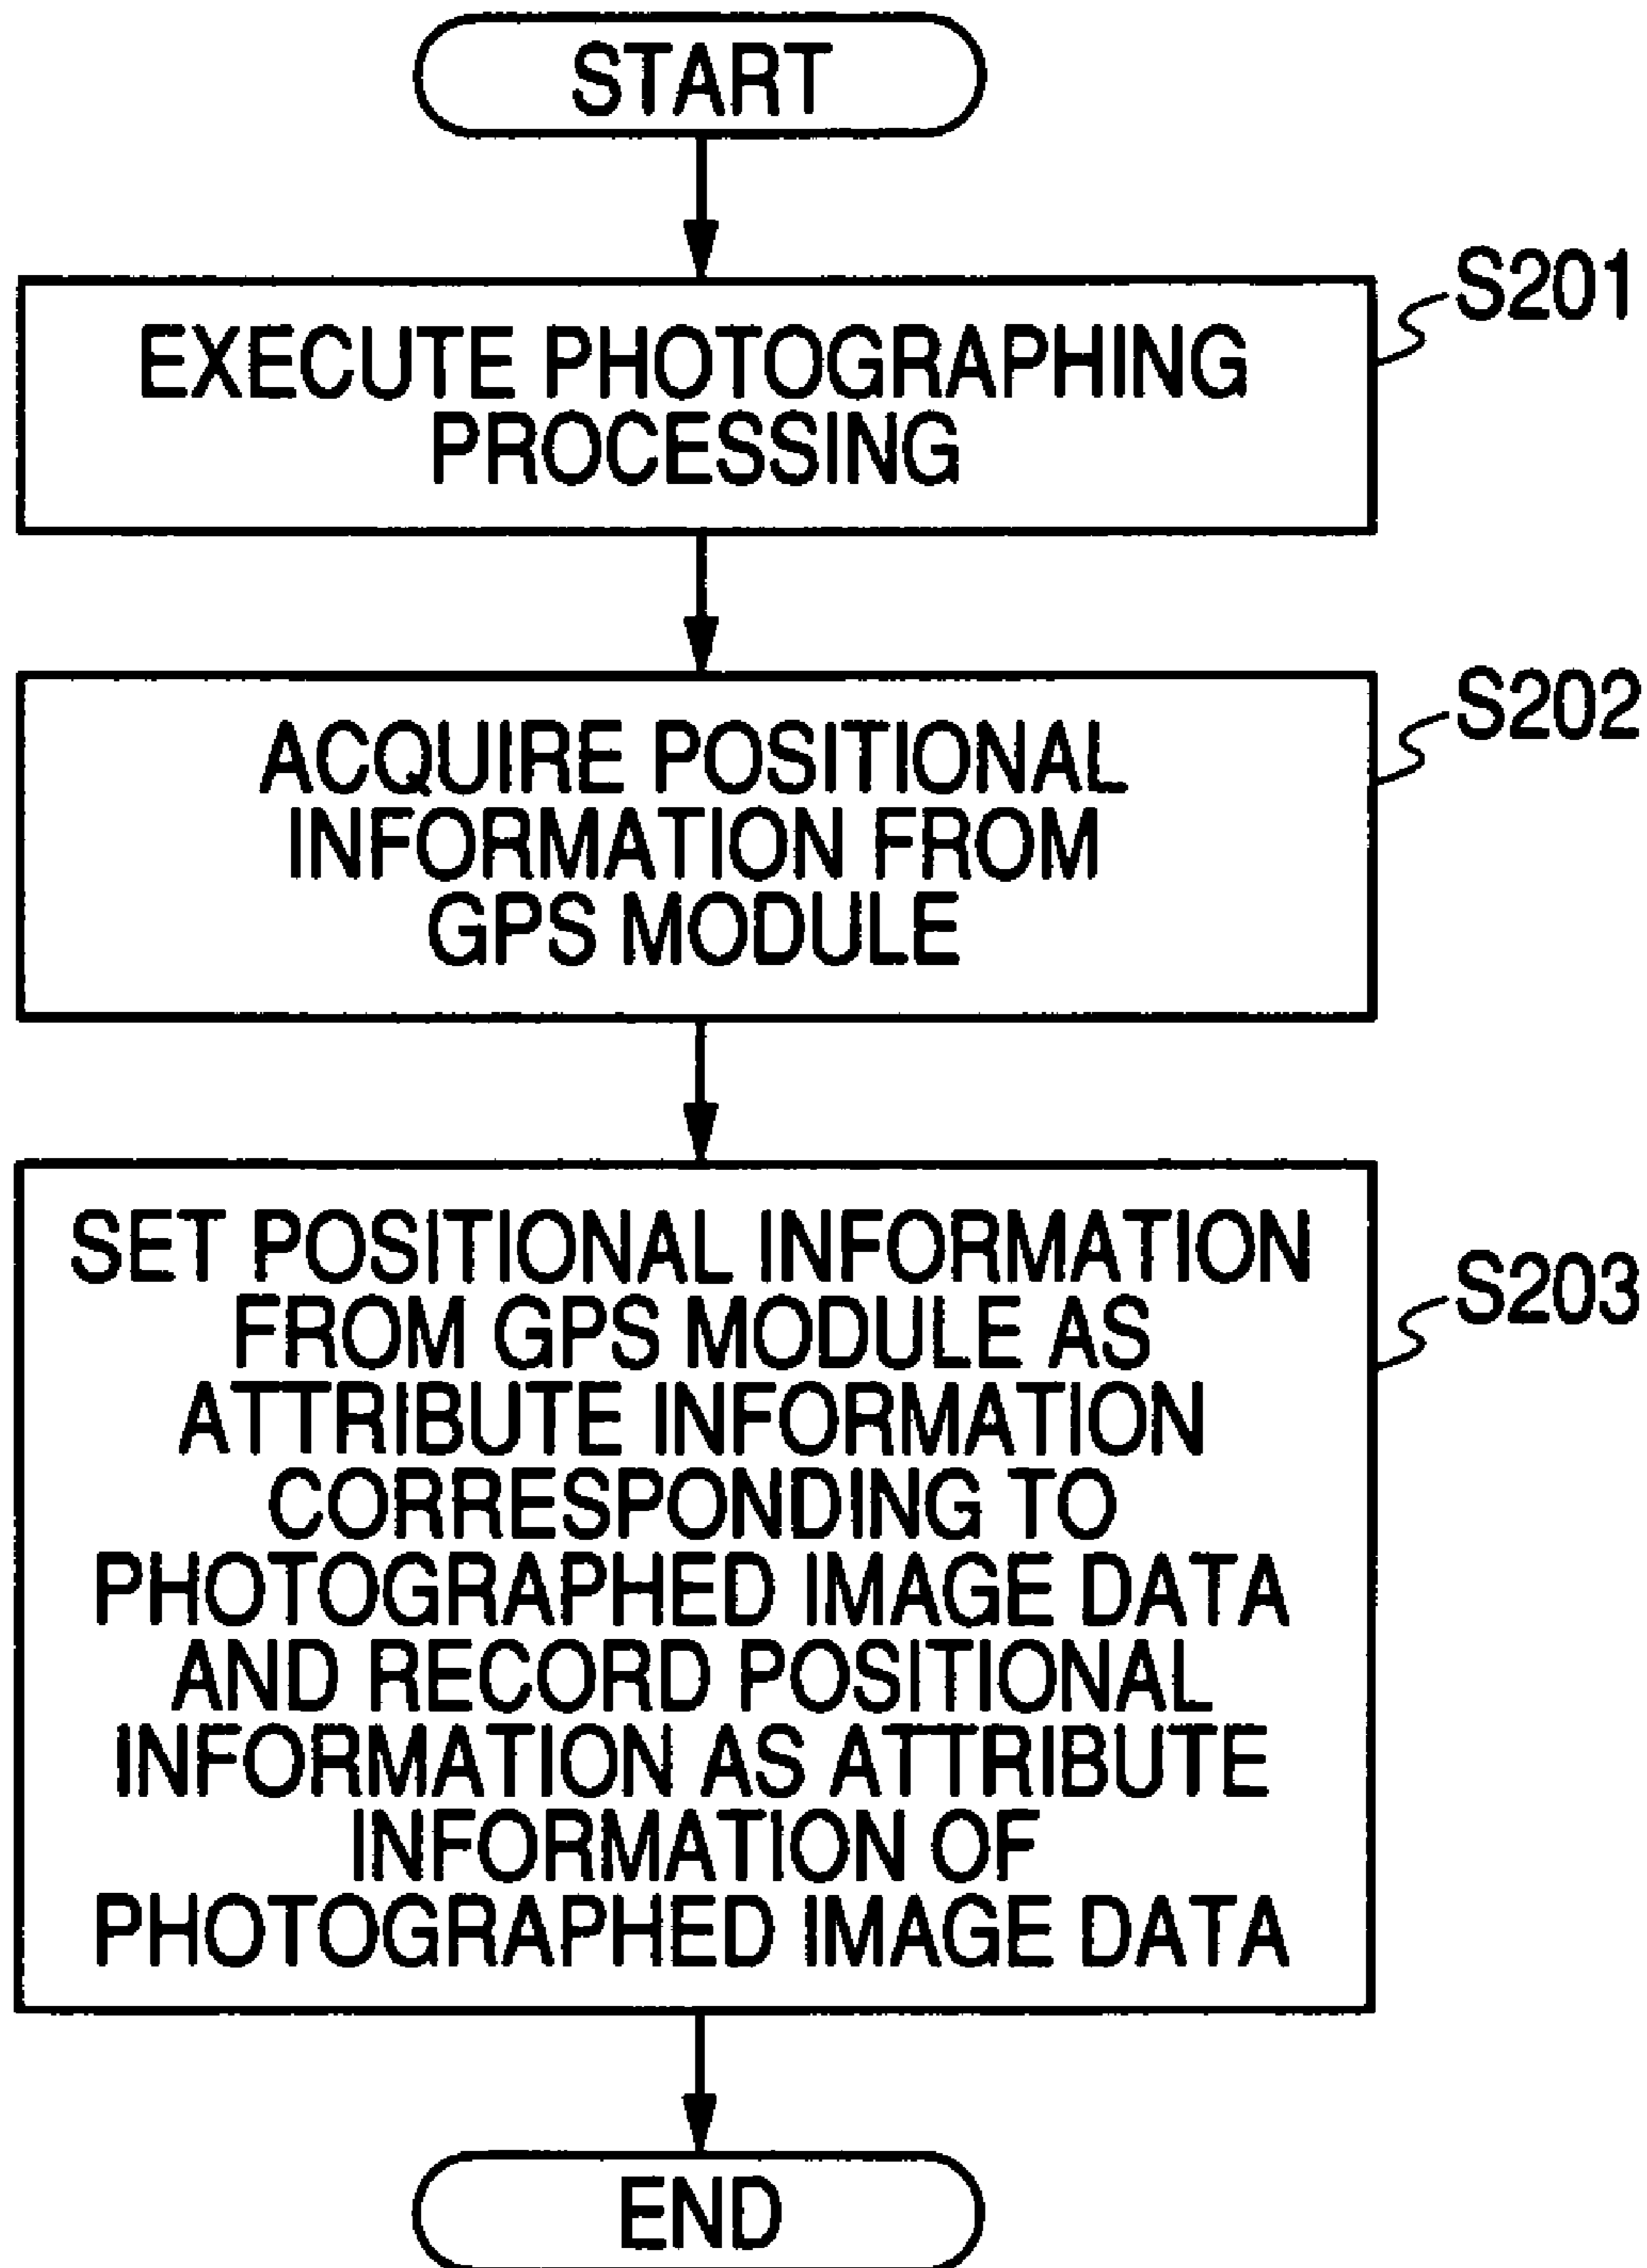 START
S201
EXECUTE PHOTOGRAPHING
PROCESSING
S202
ACQUIRE POSITIONAL
INFORMATION FROM
GPS MODULE
S203
SET POSITIONAL INFORMATION
FROM GPS MODULE AS
ATTRIBUTE INFORMATION
CORRESPONDING TO
PHOTOGRAPHED IMAGE DATA
AND RECORD POSITIONAL
INFORMATION AS ATTRIBUTE
INFORMATION OF
PHOTOGRAPHED IMAGE DATA
END